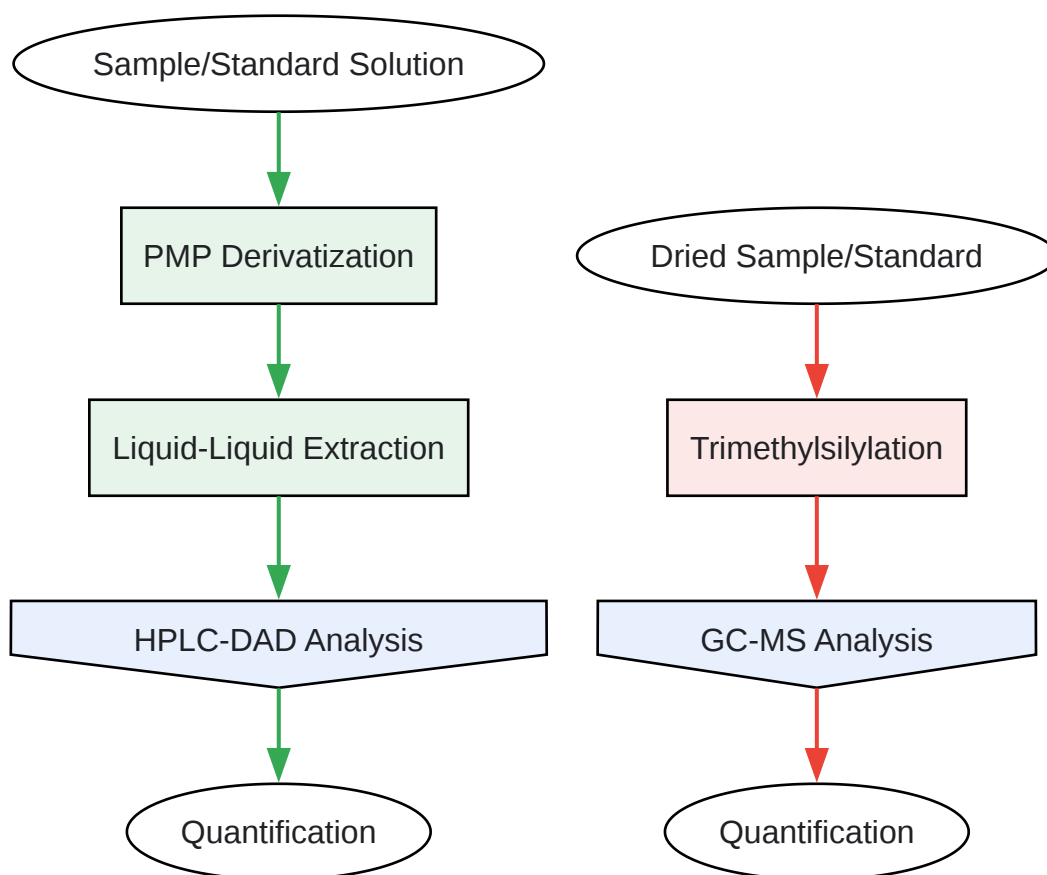 Sample/Standard Solution
PMP Derivatization
Liquid-Liquid Extraction
HPLC-DAD Analysis
Quantification
Dried Sample/Standard
Trimethylsilylation
GC-MS Analysis
Quantification